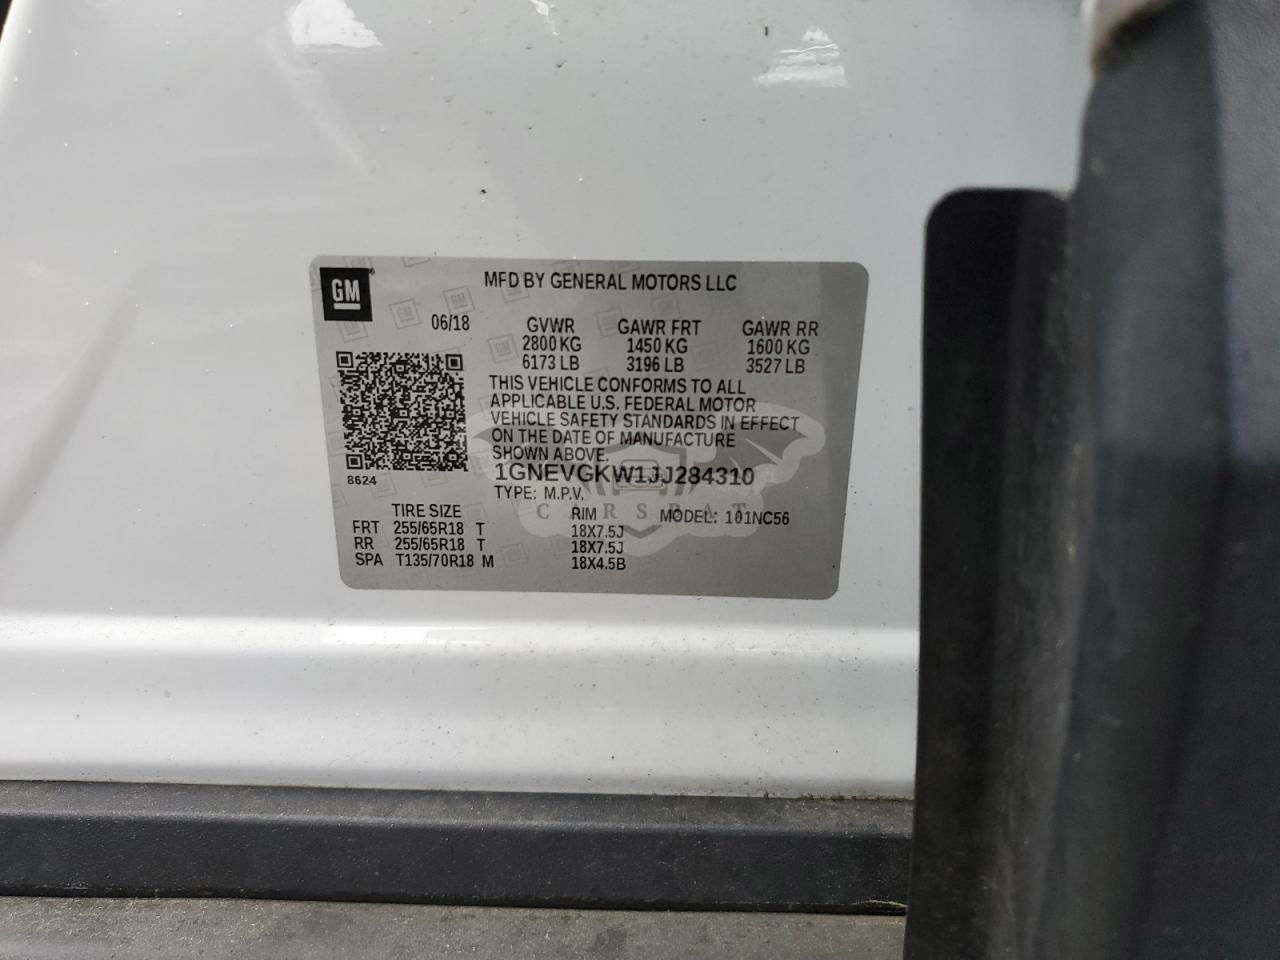 GM
MFD BY GENERAL MOTORS LLC
06/18
GVWR GAWR FRT GAWR RR
2800 KG 1450 KG 1600 KG
6173 LB 3196 LB 3527 LB
THIS VEHICLE CONFORMS TO ALL
APPLICABLE U.S. FEDERAL MOTOR
VEHICLE SAFETY STANDARDS IN EFFECT
ON THE DATE OF MANUFACTURE
SHOWN ABOVE.
8624
1GNEVGKW1JJ284310
TYPE: M.P.V.
CARSBAT
TIRE SIZE RIM MODEL: 101NC56
FRT 255/65R18 T 18X7.5J
RR 255/65R18 T 18X7.5J
SPA T135/70R18 M 18X4.5B